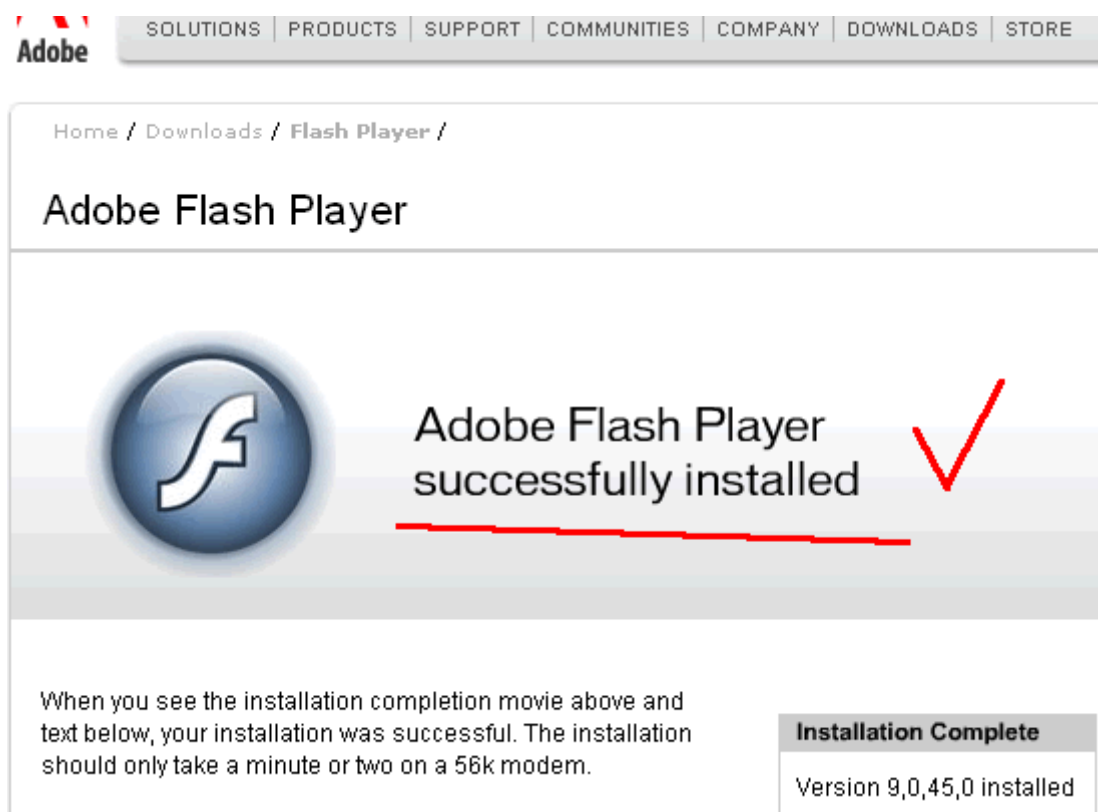 SOLUTIONS | PRODUCTS | SUPPORT | COMMUNITIES | COMPANY | DOWNLOADS | STORE
Adobe
Home / Downloads / Flash Player /
Adobe Flash Player
Adobe Flash Player
successfully installed
When you see the installation completion movie above and
text below, your installation was successful. The installation
should only take a minute or two on a 56k modem.
Installation Complete
Version 9,0,45,0 installed